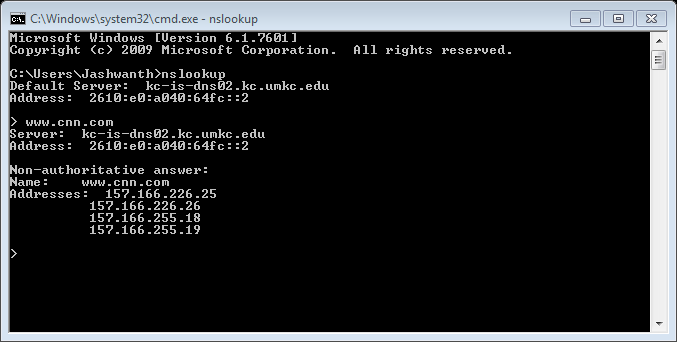 C:\Windows\system32\cmd.exe - nslookup
Microsoft Windows [Version 6.1.7601]
Copyright (c) 2009 Microsoft Corporation.  All rights reserved.
C:\Users\Jashwanth>nslookup
Default Server:  kc-is-dns02.kc.umkc.edu
Address:  2610:e0:a040:64fc::2
> www.cnn.com
Server:  kc-is-dns02.kc.umkc.edu
Address:  2610:e0:a040:64fc::2
Non-authoritative answer:
Name:    www.cnn.com
Addresses:  157.166.226.25
          157.166.226.26
          157.166.255.18
          157.166.255.19
>